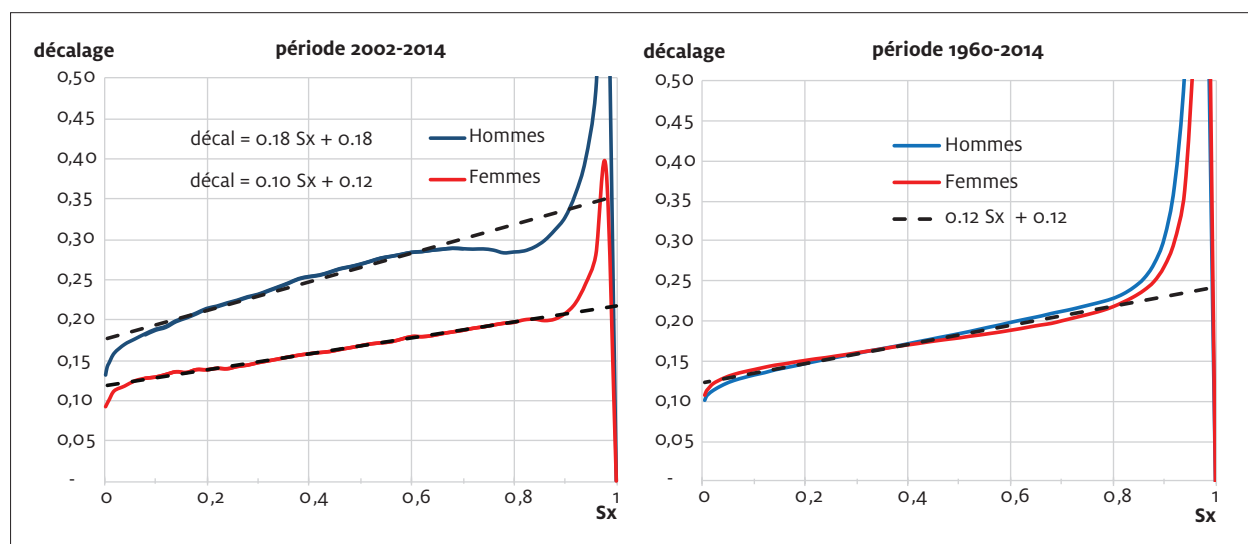 décalage
période 2002-2014
0,50
0,45
0,40
0,35
0,30
0,25
0,20
0,15
0,10
0,05
-
décal = 0.18 Sx + 0.18
décal = 0.10 Sx + 0.12
Hommes
Femmes
0 0,2 0,4 0,6 0,8 1
Sx
décalage
période 1960-2014
0,50
0,45
0,40
0,35
0,30
0,25
0,20
0,15
0,10
0,05
-
Hommes
Femmes
0.12 Sx + 0.12
0 0,2 0,4 0,6 0,8 1
Sx